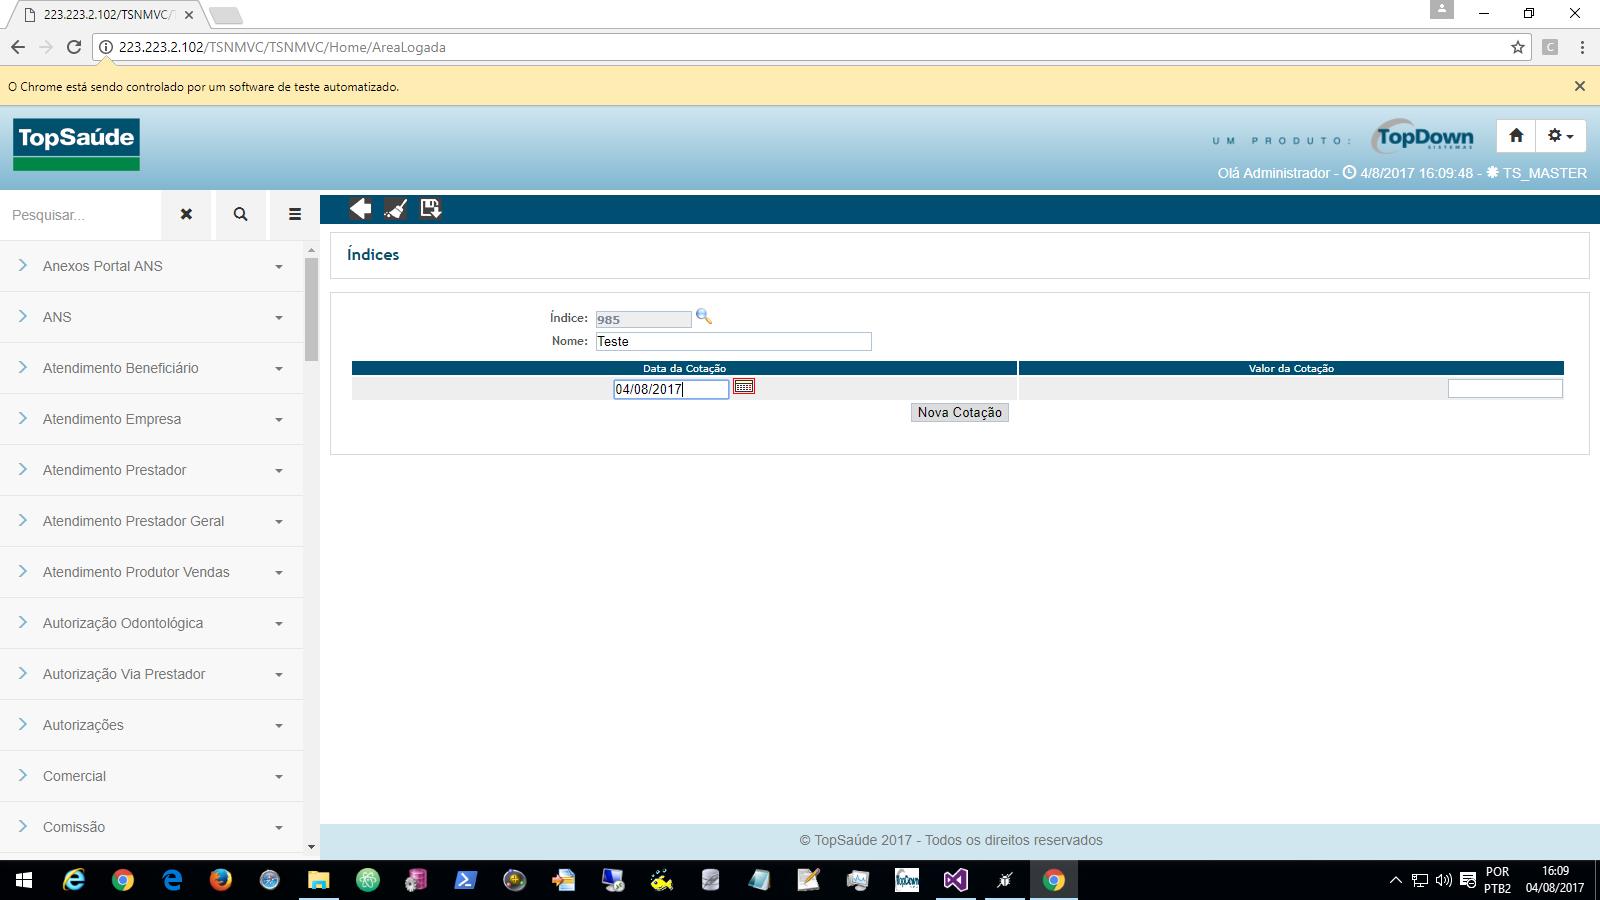 223.223.2.102/TSNMVC/
223.223.2.102/TSNMVC/TSNMVC/Home/AreaLogada
O Chrome está sendo controlado por um software de teste automatizado.
TopSaúde
UM PRODUTO:
TopDown
SISTEMAS
Olá Administrador - 4/8/2017 16:09:48 - TS_MASTER
Pesquisar...
Índices
Anexos Portal ANS
ANS
Atendimento Beneficiário
Atendimento Empresa
Atendimento Prestador
Atendimento Prestador Geral
Atendimento Produtor Vendas
Autorização Odontológica
Autorização Via Prestador
Autorizações
Comercial
Comissão
Índice: 985
Nome: Teste
Data da Cotação Valor da Cotação
04/08/2017
Nova Cotação
© TopSaúde 2017 - Todos os direitos reservados
TopDown
POR
PTB2
16:09
04/08/2017